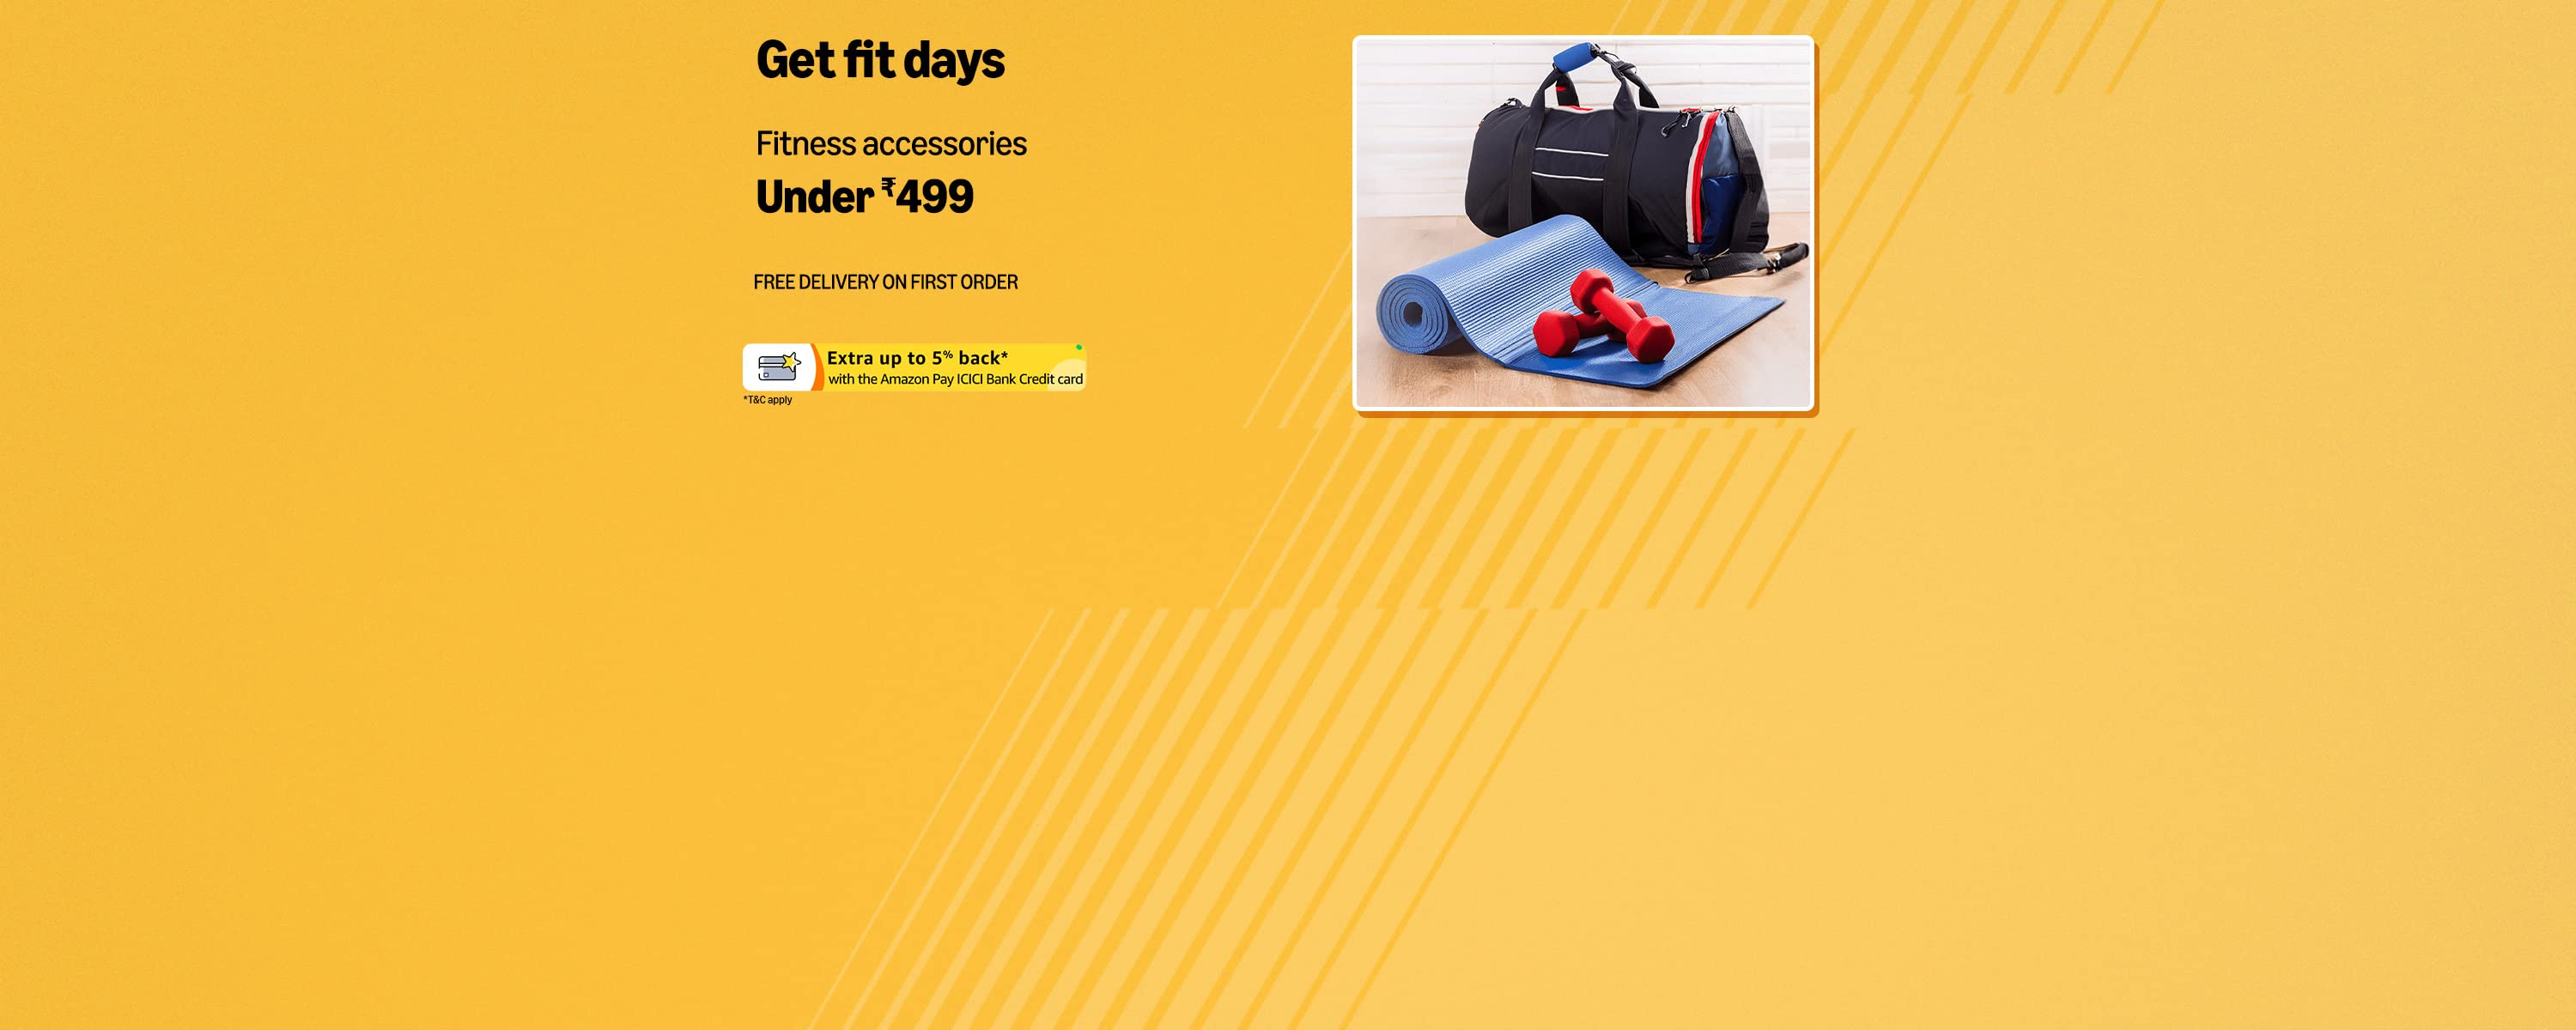 Get fit days
Fitness accessories
Under ₹499
FREE DELIVERY ON FIRST ORDER
Extra up to 5% back*
with the Amazon Pay ICICI Bank Credit card
*T&C apply